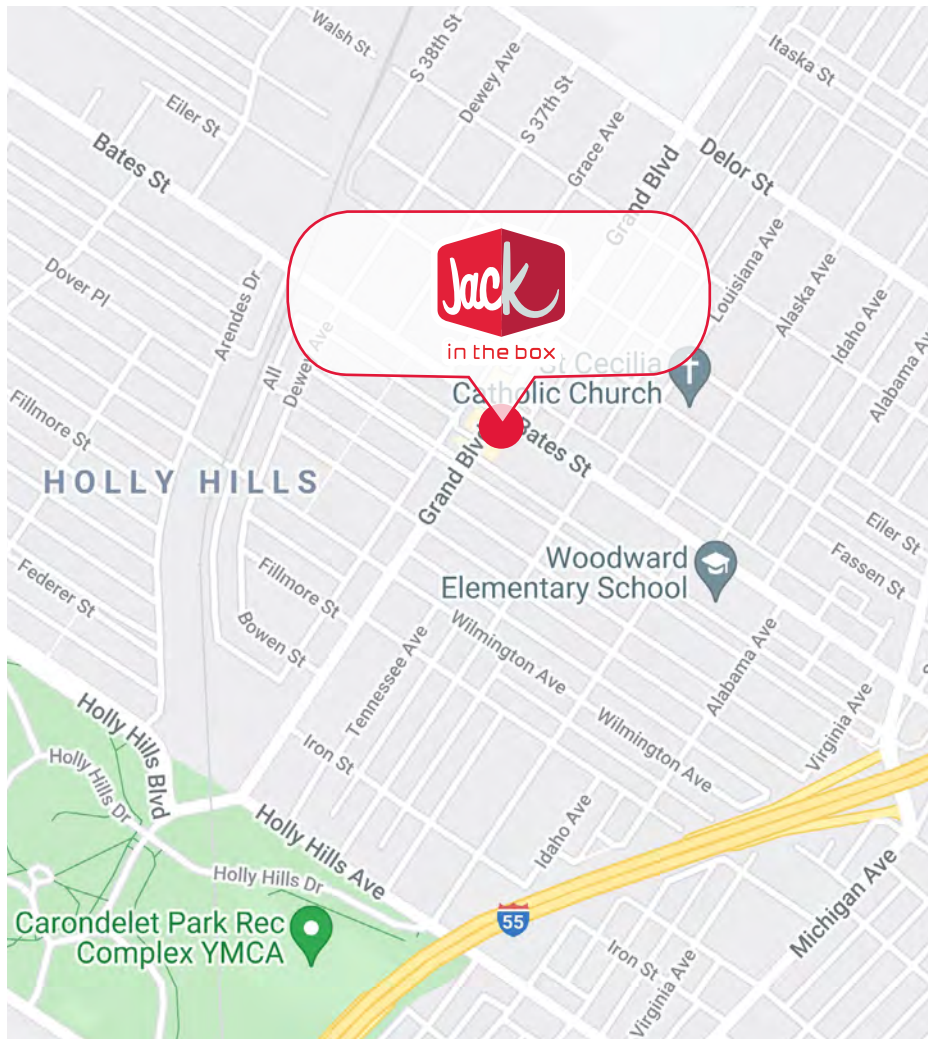 Walsh St
S 38th St
Dewey Ave
S 37th St
Grace Ave
Itaska St
Eiler St
Bates St
Grand Blvd
Delor St
Dover Pl
Arendes Dr
All
Dewey Ave
Jack
in the box
Louisiana Ave
Alaska Ave
Idaho Ave
Alabama Av
St Cecilia
Catholic Church
Fillmore St
HOLLY HILLS
Grand Blvd
Bates St
Eiler St
Fassen St
Woodward
Elementary School
Federer St
Fillmore St
Bowen St
Wilmington Ave
Tennessee Ave
Alabama Ave
Virginia Ave
Holly Hills Blvd
Holly Hills Dr
Iron St
Wilmington Ave
Idaho Ave
Holly Hills Ave
Holly Hills Dr
Carondelet Park Rec
Complex YMCA
55
Michigan Ave
Iron St
Virginia Ave